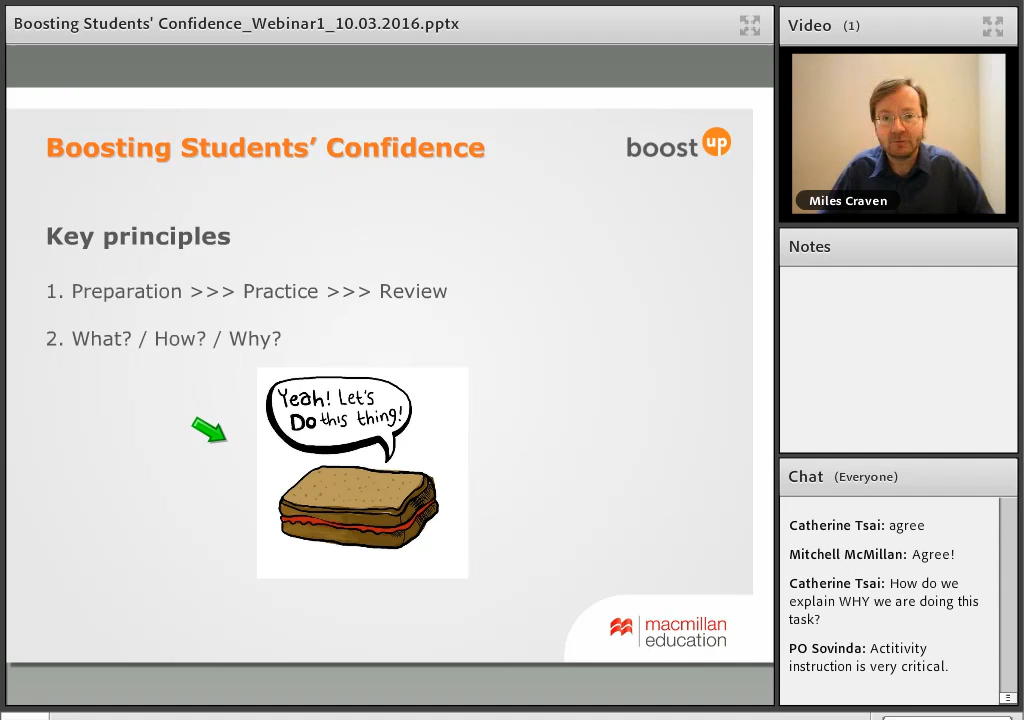 Boosting Students' Confidence_Webinar1_10.03.2016.pptx
Boosting Students’ Confidence
boost up
Key principles
1. Preparation >>> Practice >>> Review
2. What? / How? / Why?
Yeah! Let's
Do this thing!
macmillan
education
Video (1)
Miles Craven
Notes
Chat (Everyone)
Catherine Tsai: agree
Mitchell McMillan: Agree!
Catherine Tsai: How do we
explain WHY we are doing this
task?
PO Sovinda: Actitivity
instruction is very critical.